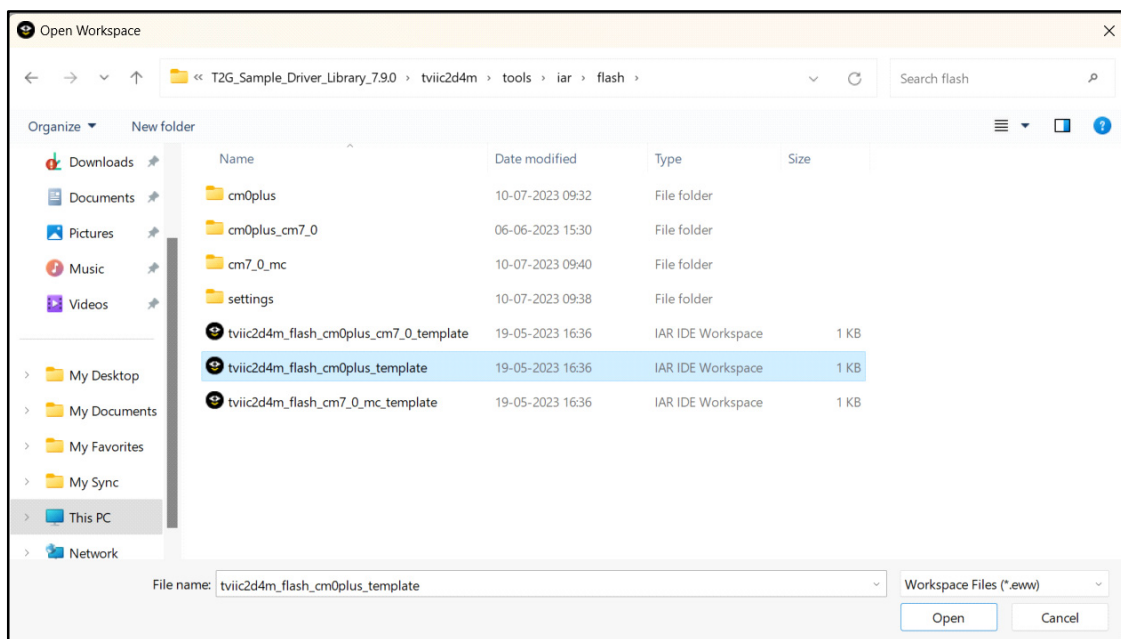 Open Workspace
« T2G_Sample_Driver_Library_7.9.0 › tviic2d4m › tools › iar › flash ›
Search flash
Organize
New folder
Name
Date modified
Type
Size
Downloads
Documents
Pictures
Music
Videos
My Desktop
My Documents
My Favorites
My Sync
This PC
Network
cm0plus 10-07-2023 09:32 File folder
cm0plus_cm7_0 06-06-2023 15:30 File folder
cm7_0_mc 10-07-2023 09:40 File folder
settings 10-07-2023 09:38 File folder
tviic2d4m_flash_cm0plus_cm7_0_template 19-05-2023 16:36 IAR IDE Workspace 1 KB
tviic2d4m_flash_cm0plus_template 19-05-2023 16:36 IAR IDE Workspace 1 KB
tviic2d4m_flash_cm7_0_mc_template 19-05-2023 16:36 IAR IDE Workspace 1 KB
File name: tviic2d4m_flash_cm0plus_template
Workspace Files (*.eww)
Open
Cancel